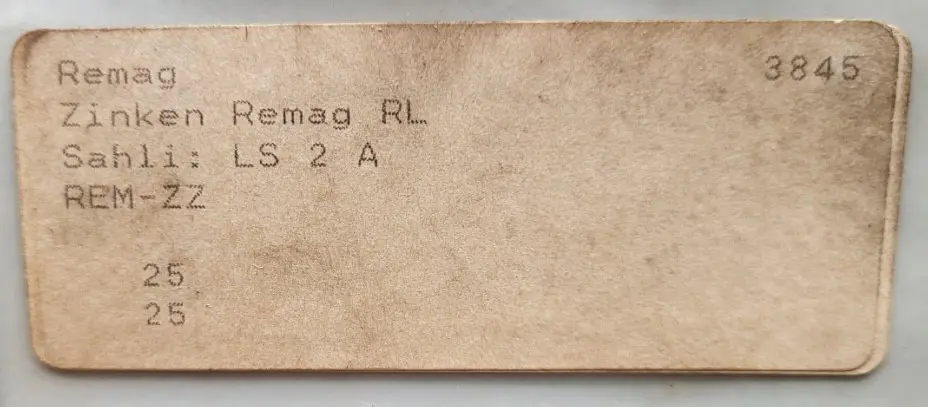 Remag 3845
Zinken Remag RL
Sahli: LS 2 A
REM-ZZ
25
25